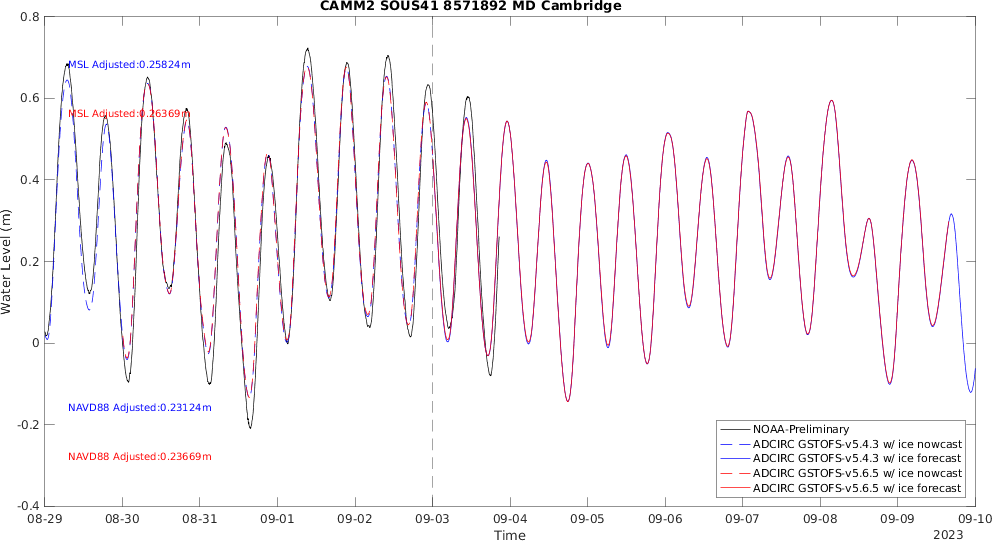 CAMM2 SOUS41 8571892 MD Cambridge
0.8
0.6
0.4
0.2
0
-0.2
-0.4
Water Level (m)
MSL Adjusted:0.25824m
MSL Adjusted:0.26369m
NAVD88 Adjusted:0.23124m
NAVD88 Adjusted:0.23669m
NOAA-Preliminary
ADCIRC GSTOFS-v5.4.3 w/ ice nowcast
ADCIRC GSTOFS-v5.4.3 w/ ice forecast
ADCIRC GSTOFS-v5.6.5 w/ ice nowcast
ADCIRC GSTOFS-v5.6.5 w/ ice forecast
08-29 08-30 08-31 09-01 09-02 09-03 09-04 09-05 09-06 09-07 09-08 09-09 09-10
Time
2023